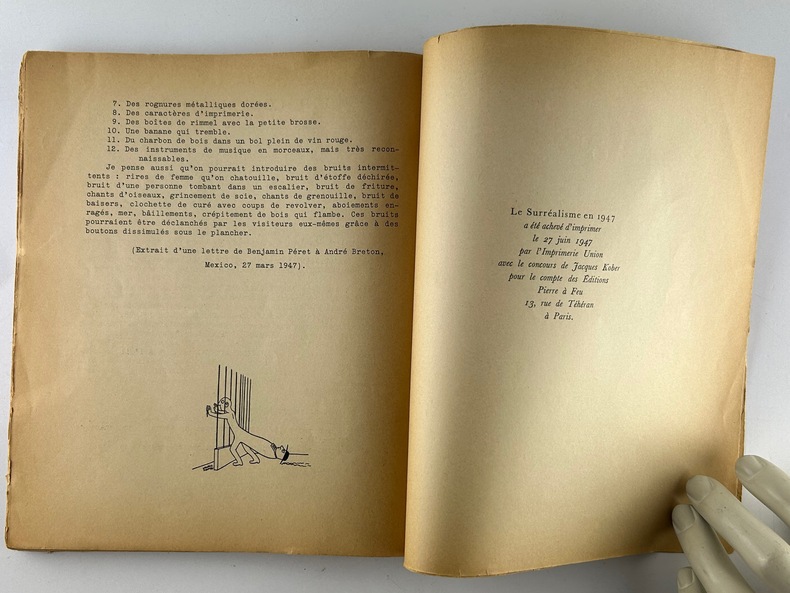 7. Des rognures métalliques dorées.
8. Des caractères d'imprimerie.
9. Des boîtes de rimmel avec la petite brosse.
10. Une banane qui tremble.
11. Du charbon de bois dans un bol plein de vin rouge.
12. Des instruments de musique en morceaux, mais très recon-
naissables.
Je pense aussi qu'on pourrait introduire des bruits intermit-
tents : rires de femme qu'on chatouille, bruit d'étoffe déchirée,
bruit d'une personne tombant dans un escalier, bruit de friture,
chants d'oiseaux, grincement de scie, chants de grenouille, bruit de
baisers, clochette de curé avec coups de revolver, aboiements en-
ragés, mer, bâillements, crépitement de bois qui flambe. Ces bruits
pourraient être déclanchés par les visiteurs eux-mêmes grâce à des
boutons dissimulés sous le plancher.
(Extrait d'une lettre de Benjamin Péret à André Breton,
Mexico, 27 mars 1947).
Le Surréalisme en 1947
a été achevé d'imprimer
le 27 juin 1947
par l'Imprimerie Union
avec le concours de Jacques Kober
pour le compte des Éditions
Pierre à Feu
13, rue de Téhéran
à Paris.